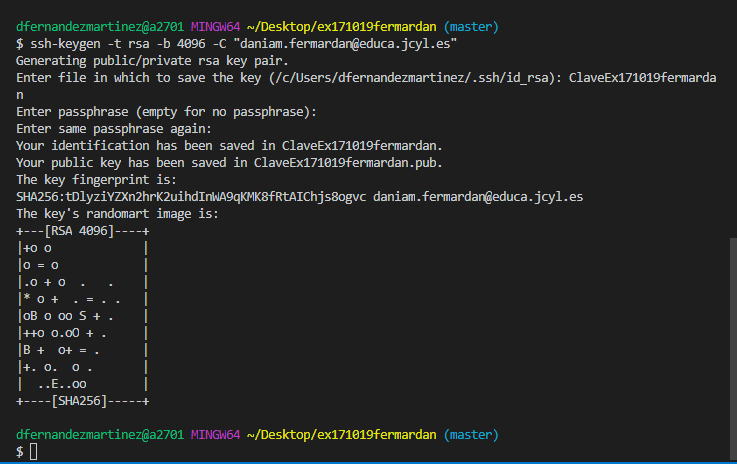 dfernandezmartinez@a2701 MINGW64 ~/Desktop/ex171019fermardan (master)
$ ssh-keygen -t rsa -b 4096 -C "daniam.fermardan@educa.jcyl.es"
Generating public/private rsa key pair.
Enter file in which to save the key (/c/Users/dfernandezmartinez/.ssh/id_rsa): ClaveEx171019fermarda
n
Enter passphrase (empty for no passphrase):
Enter same passphrase again:
Your identification has been saved in ClaveEx171019fermardan.
Your public key has been saved in ClaveEx171019fermardan.pub.
The key fingerprint is:
SHA256:tDlyziYZXn2hrK2uihdInWA9qKMK8fRtAIChjs8ogvc daniam.fermardan@educa.jcyl.es
The key's randomart image is:
+---[RSA 4096]----+
|+o o             |
|o = o            |
|.o + o  .   .    |
|* o +  . = . .   |
|oB o oo S + .    |
|++o o.oO + .     |
|B +  o+ = .      |
|+. o.  o .       |
|  ..E..oo        |
+----[SHA256]-----+
dfernandezmartinez@a2701 MINGW64 ~/Desktop/ex171019fermardan (master)
$